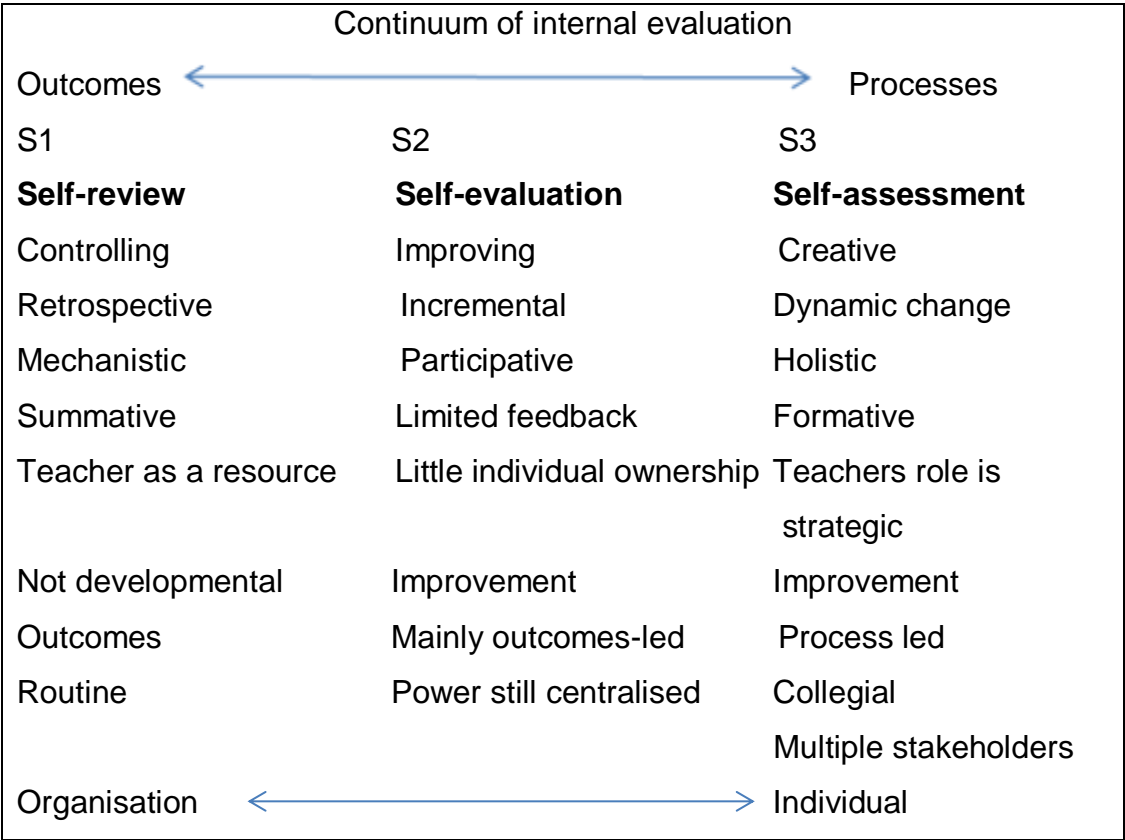 Continuum of internal evaluation
Outcomes Processes
S1 S2 S3
Self-review Self-evaluation Self-assessment
Controlling Improving Creative
Retrospective Incremental Dynamic change
Mechanistic Participative Holistic
Summative Limited feedback Formative
Teacher as a resource Little individual ownership Teachers role is
strategic
Not developmental Improvement Improvement
Outcomes Mainly outcomes-led Process led
Routine Power still centralised Collegial
Multiple stakeholders
Organisation Individual